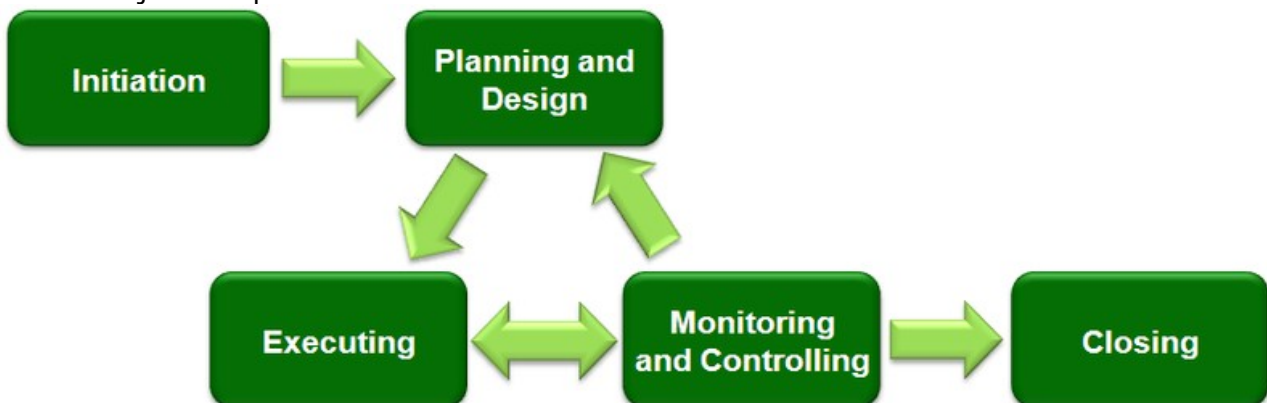 Initiation
Planning and
Design
Executing
Monitoring
and Controlling
Closing